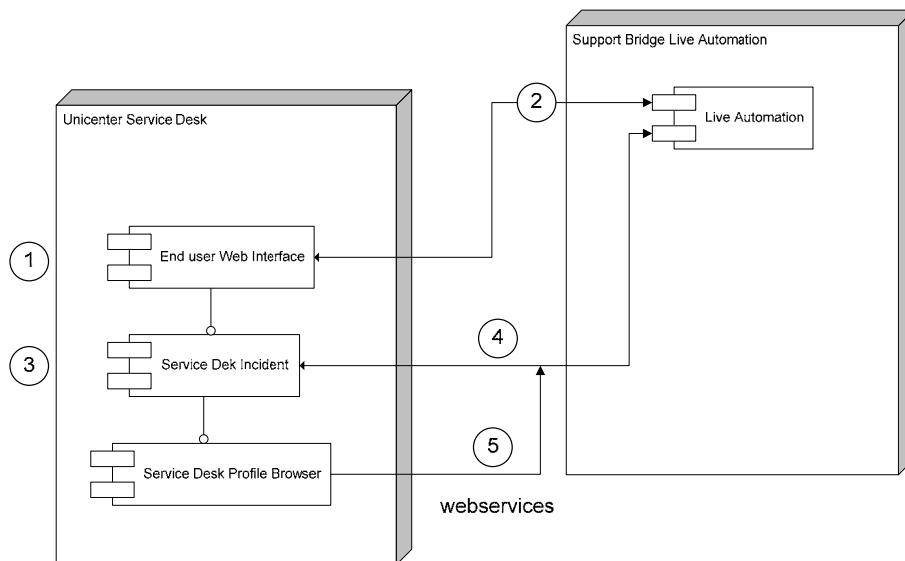 Support Bridge Live Automation
2
Live Automation
Unicenter Service Desk
1
End user Web Interface
3
Service Dek Incident
4
Service Desk Profile Browser
5
webservices